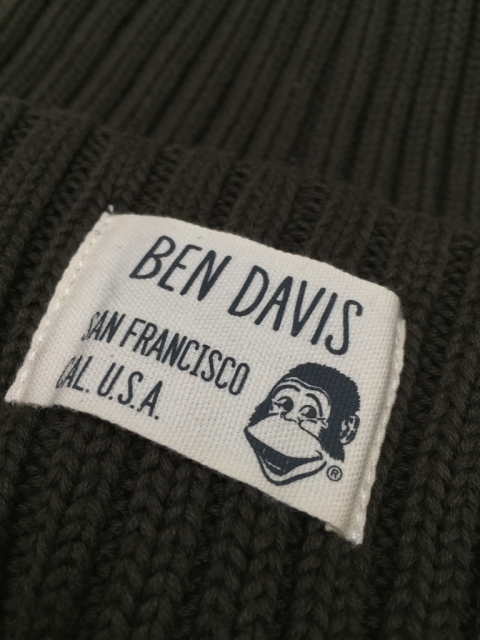 BEN DAVIS
SAN FRANCISCO
CAL. U.S.A.
®